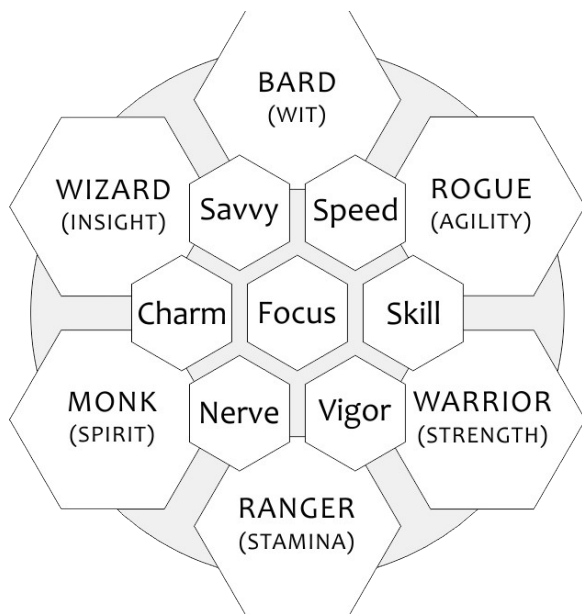 BARD
(WIT)
WIZARD
(INSIGHT)
ROGUE
(AGILITY)
Savvy
Speed
Charm
Focus
Skill
Nerve
Vigor
MONK
(SPIRIT)
WARRIOR
(STRENGTH)
RANGER
(STAMINA)